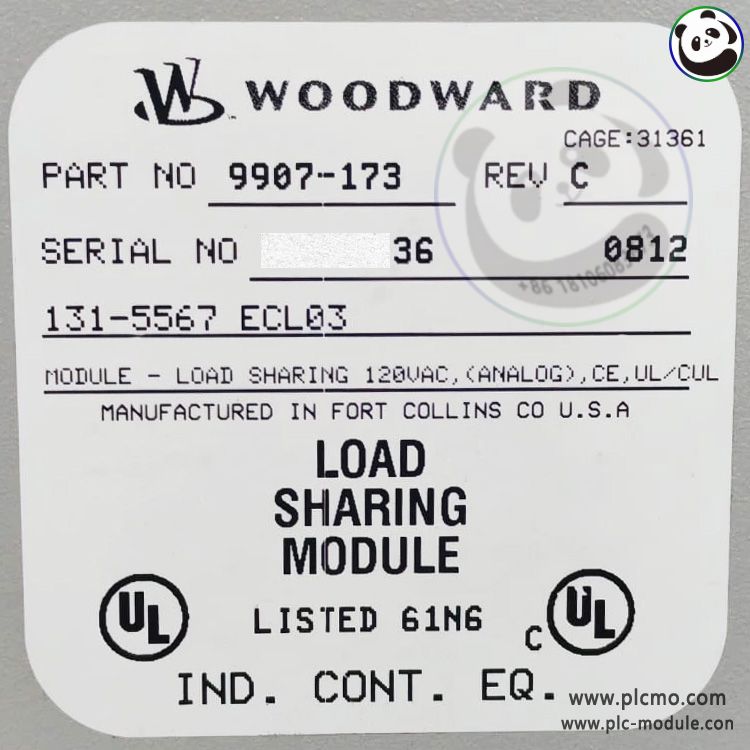 WOODWARD
CAGE:31361
PART NO 9907-173 REV C
SERIAL NO 36 0812
131-5567 ECL03
MODULE - LOAD SHARING 120VAC,(ANALOG),CE,UL/CUL
MANUFACTURED IN FORT COLLINS CO U.S.A
LOAD
SHARING
MODULE
UL LISTED 61N6 C UL
IND. CONT. EQ.
www.plcmo.com
www.plc-module.com